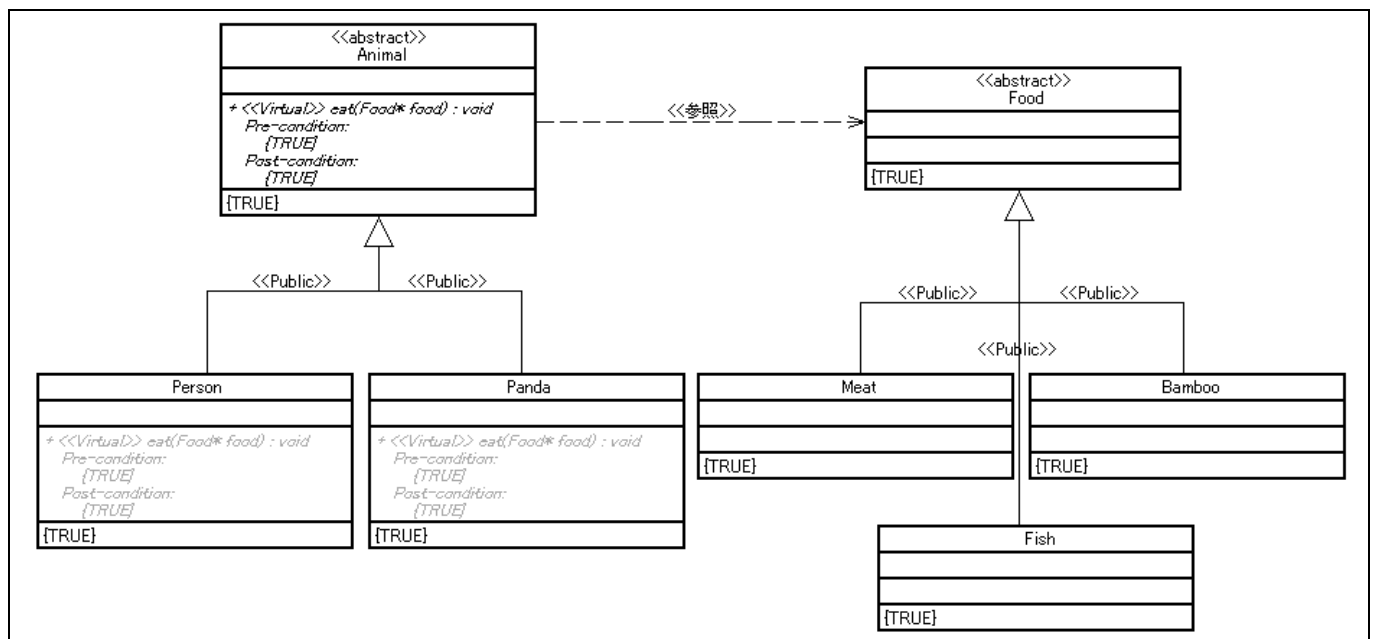 <<abstract>>
Animal
+ <<Virtual>> eat(Food* food) : void
Pre-condition:
{TRUE}
Post-condition:
{TRUE}
{TRUE}
<<参照>>
<<abstract>>
Food
{TRUE}
<<Public>>
<<Public>>
<<Public>>
<<Public>>
<<Public>>
Person
+ <<Virtual>> eat(Food* food) : void
Pre-condition:
{TRUE}
Post-condition:
{TRUE}
{TRUE}
Panda
+ <<Virtual>> eat(Food* food) : void
Pre-condition:
{TRUE}
Post-condition:
{TRUE}
{TRUE}
Meat
{TRUE}
Bamboo
{TRUE}
Fish
{TRUE}